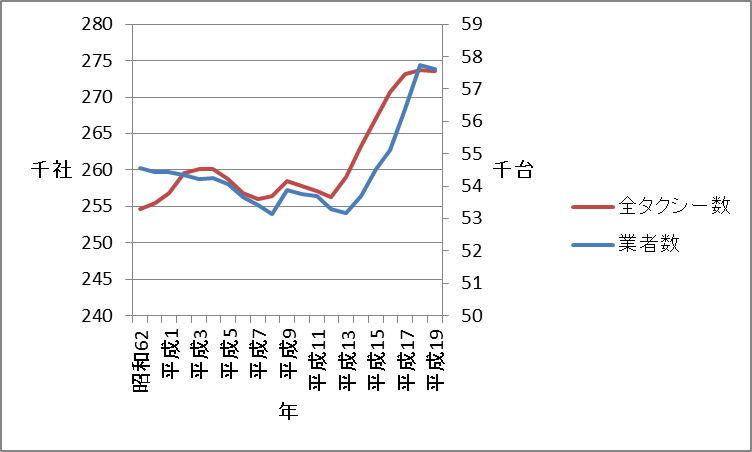 280
275
270
265
260
255
250
245
240
千社
59
58
57
56
55
54
53
52
51
50
千台
昭和62
平成1
平成3
平成5
平成7
平成9
平成11
平成13
平成15
平成17
平成19
年
全タクシー数
業者数